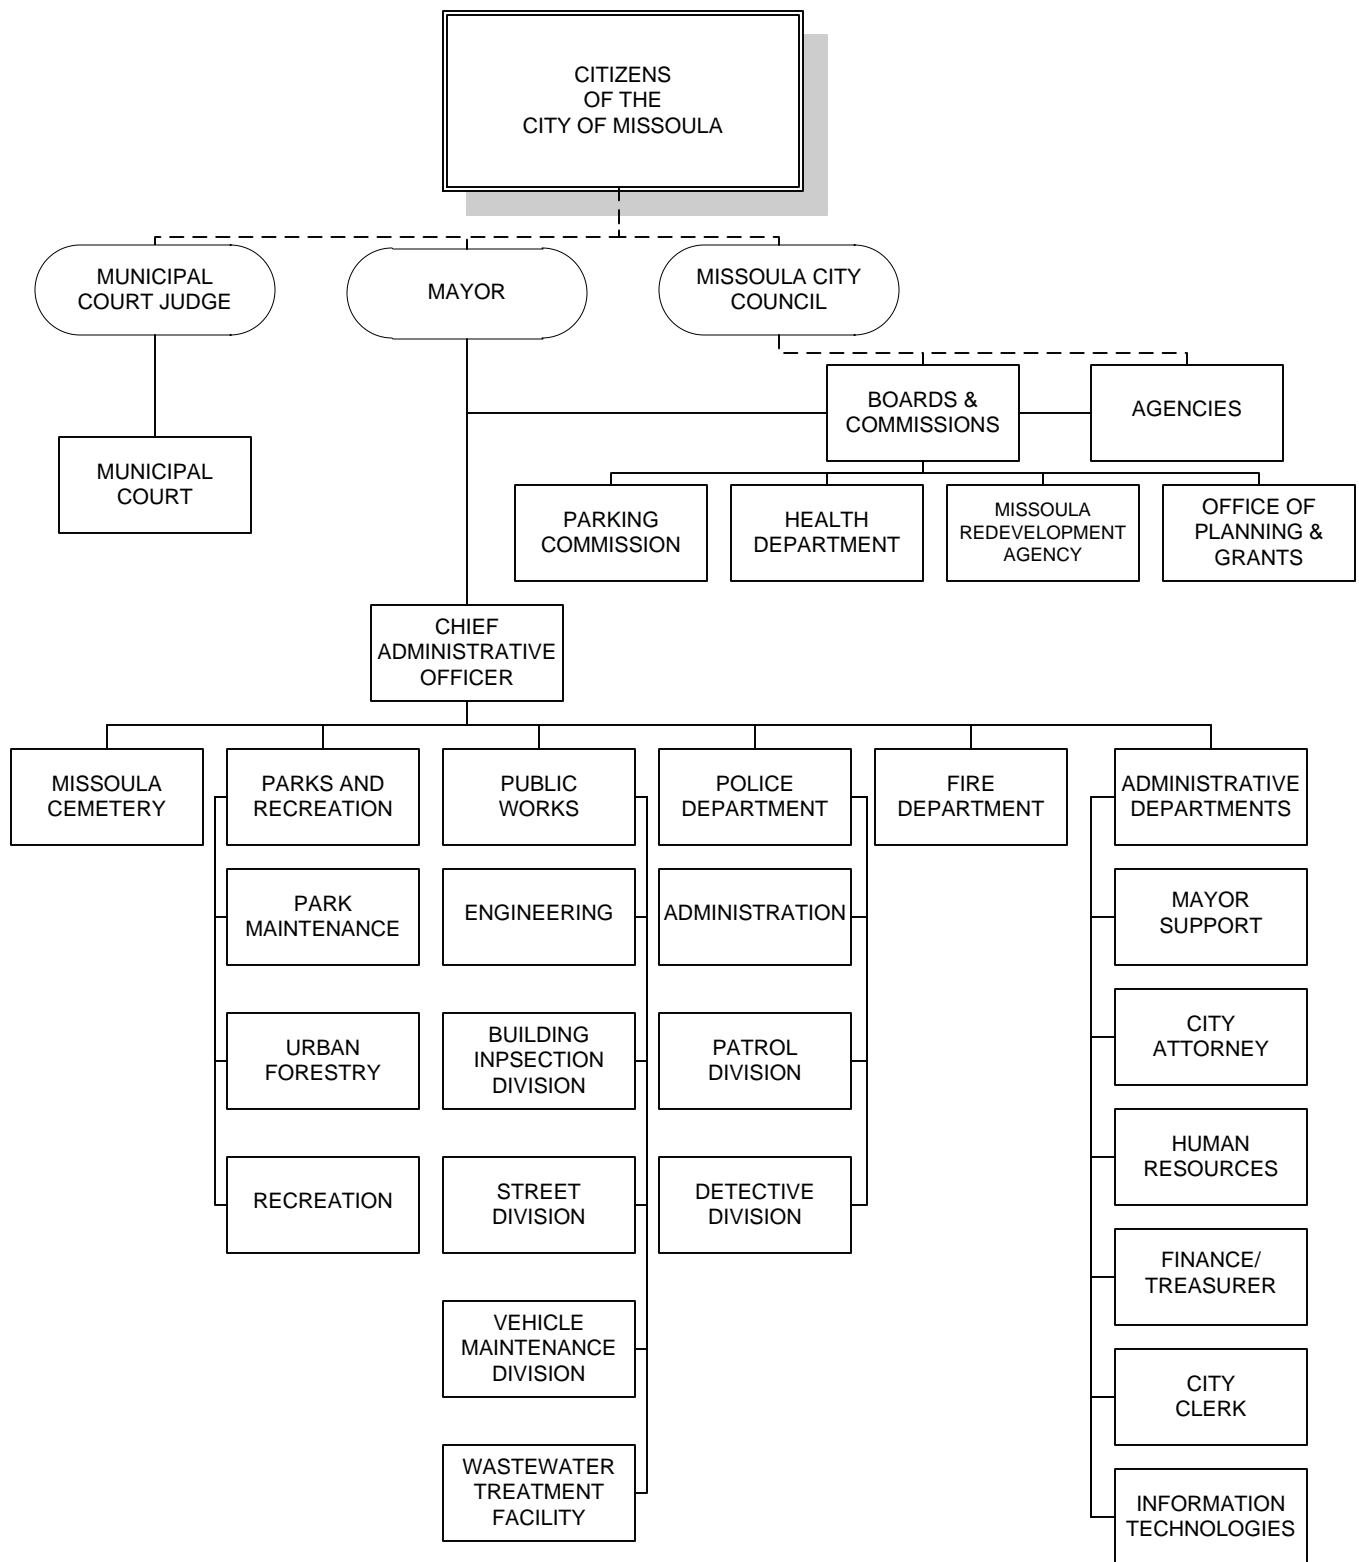 CITIZENS
OF THE
CITY OF MISSOULA
MUNICIPAL
COURT JUDGE
MAYOR
MISSOULA CITY
COUNCIL
BOARDS &
COMMISSIONS
AGENCIES
MUNICIPAL
COURT
PARKING
COMMISSION
HEALTH
DEPARTMENT
MISSOULA
REDEVELOPMENT
AGENCY
OFFICE OF
PLANNING &
GRANTS
CHIEF
ADMINISTRATIVE
OFFICER
MISSOULA
CEMETERY
PARKS AND
RECREATION
PUBLIC
WORKS
POLICE
DEPARTMENT
FIRE
DEPARTMENT
ADMINISTRATIVE
DEPARTMENTS
PARK
MAINTENANCE
ENGINEERING
ADMINISTRATION
MAYOR
SUPPORT
URBAN
FORESTRY
BUILDING
INPSECTION
DIVISION
PATROL
DIVISION
CITY
ATTORNEY
RECREATION
STREET
DIVISION
DETECTIVE
DIVISION
HUMAN
RESOURCES
FINANCE/
TREASURER
VEHICLE
MAINTENANCE
DIVISION
CITY
CLERK
WASTEWATER
TREATMENT
FACILITY
INFORMATION
TECHNOLOGIES